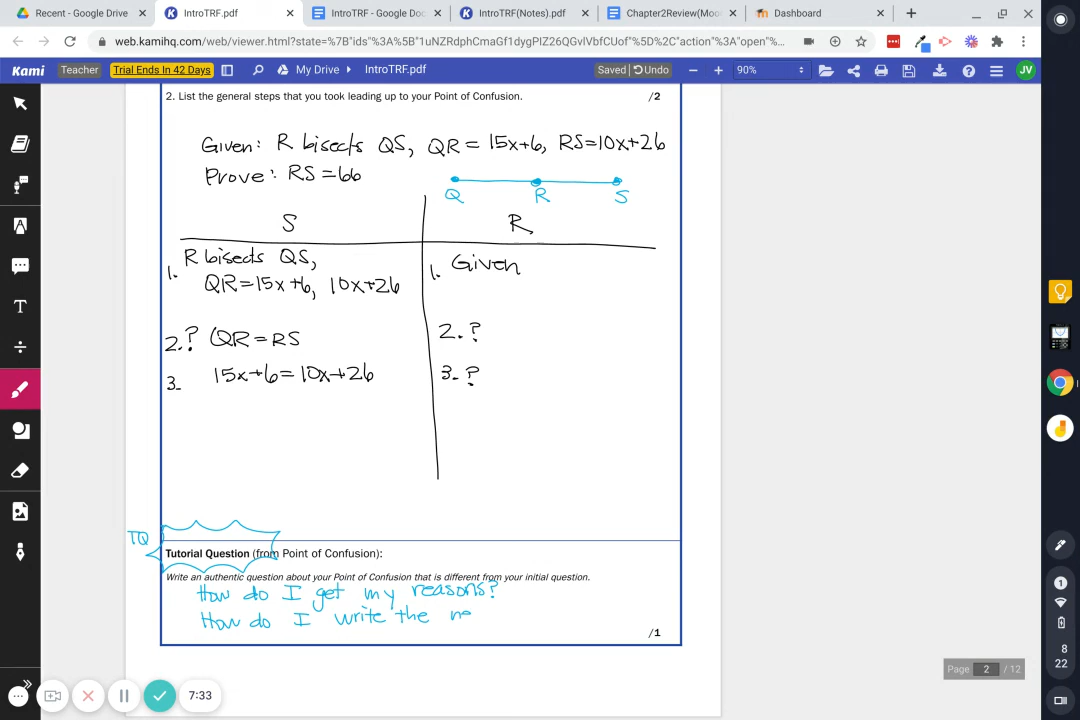 Recent - Google Drive
IntroTRF.pdf
IntroTRF - Google Doc
IntroTRF(Notes).pdf
Chapter2Review(Moo
Dashboard
web.kamihq.com/web/viewer.html?state=%7B"ids"%3A%5B"1uNZRdphCmaGf1dygPIZ26QGvlVbfCUof"%5D%2C"action"%3A"open"...
Kami
Teacher
Trial Ends In 42 Days
My Drive
IntroTRF.pdf
Saved
Undo
90%
JV
2. List the general steps that you took leading up to your Point of Confusion. /2
Given: R bisects QS, QR = 15x+6, RS=10x+26
Prove: RS = 66
Q R S
S R
1. R bisects QS, 1. Given
QR=15x+6, 10x+26
2.? QR=RS 2.?
3. 15x+6=10x+26 3.?
TQ
Tutorial Question (from Point of Confusion):
Write an authentic question about your Point of Confusion that is different from your initial question.
How do I get my reasons?
How do I write the
/1
Page 2 / 12
7:33
1
8
22